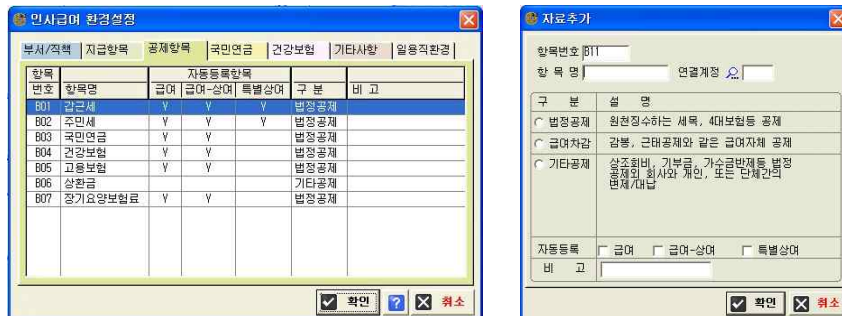 인사급여 환경설정
부서/직책 지급항목 공제항목 국민연금 건강보험 기타사항 일용직환경
항목 자동등록항목
번호 항목명 급여 급여-상여 특별상여 구 분 비 고
B01 갑근세 Y Y Y 법정공제
B02 주민세 Y Y Y 법정공제
B03 국민연금 Y Y 법정공제
B04 건강보험 Y Y 법정공제
B05 고용보험 Y Y 법정공제
B06 상환금 기타공제
B07 장기요양보험료 Y Y 법정공제
확인 ? 취소
자료추가
항목번호 B11
항 목 명 연결계정
구 분 설 명
법정공제 원천징수하는 세목, 4대보험등 공제
급여차감 감봉, 근태공제와 같은 급여자체 공제
기타공제 상조회비, 기부금, 가수금반제등 법정
공제외 회사와 개인, 또는 단체간의
변제/대납
자동등록 급여 급여-상여 특별상여
비 고
확인 취소